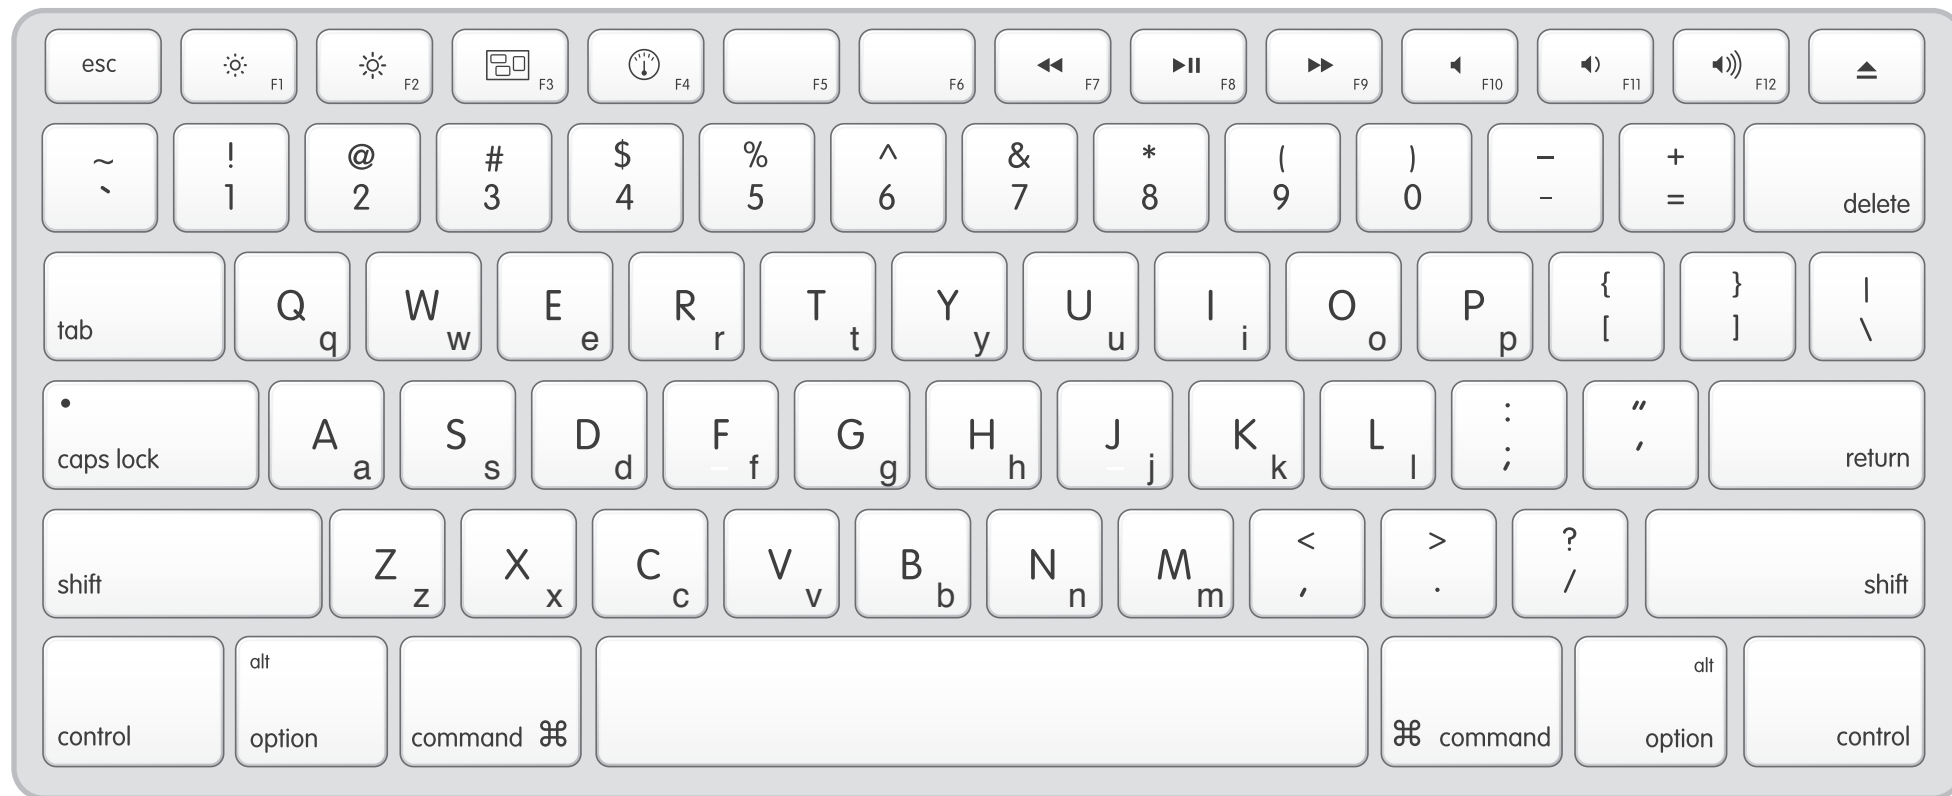 esc F1 F2 F3 F4 F5 F6 F7 F8 F9 F10 F11 F12
~ ! @ # $ % ^ & * ( ) – +
` 1 2 3 4 5 6 7 8 9 0 - = delete
Q W E R T Y U I O P { } |
tab q w e r t y u i o p [ ] \
A S D F G H J K L : "
caps lock a s d f g h j k l ; ' return
Z X C V B N M < > ?
shift z x c v b n m , . / shift
alt alt
control option command ⌘ ⌘ command option control